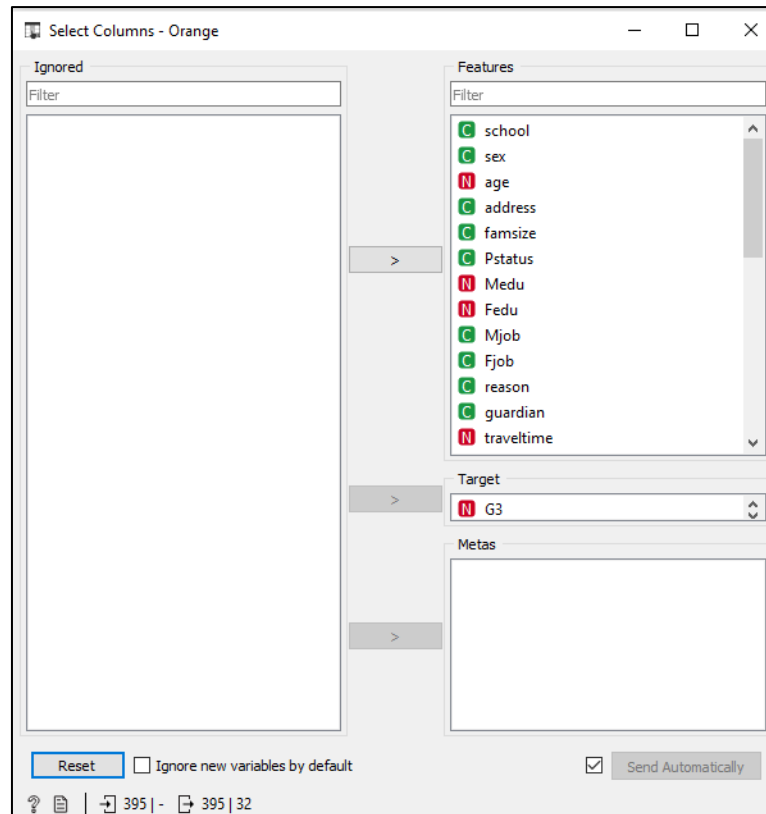 Select Columns - Orange
Ignored
Filter
Features
Filter
C school
C sex
N age
C address
C famsize
C Pstatus
N Medu
N Fedu
C Mjob
C Fjob
C reason
C guardian
N traveltime
>
Target
>
N G3
Metas
>
Reset
Ignore new variables by default
Send Automatically
? 395 | - 395 | 32